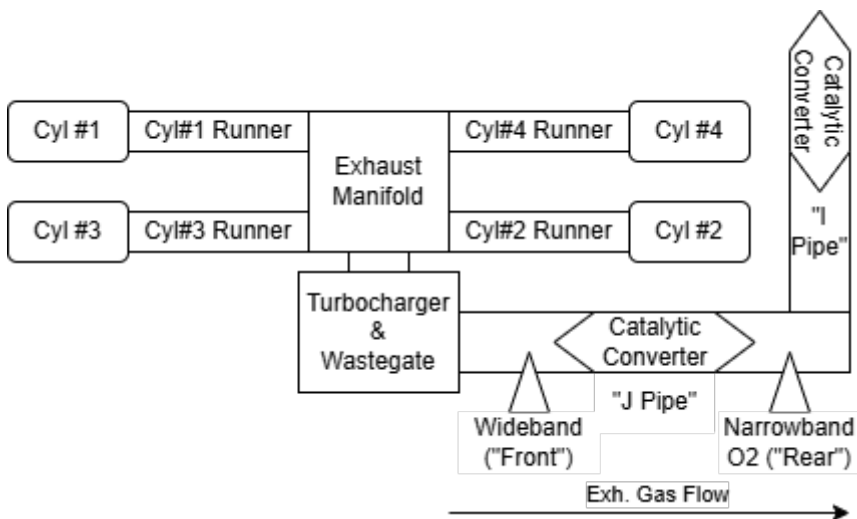 Cyl #1
Cyl#1 Runner
Exhaust
Manifold
Cyl#4 Runner
Cyl #4
Catalytic
Converter
Cyl #3
Cyl#3 Runner
Cyl#2 Runner
Cyl #2
"I
Pipe"
Turbocharger
&
Wastegate
Catalytic
Converter
"J Pipe"
Wideband
("Front")
Narrowband
O2 ("Rear")
Exh. Gas Flow